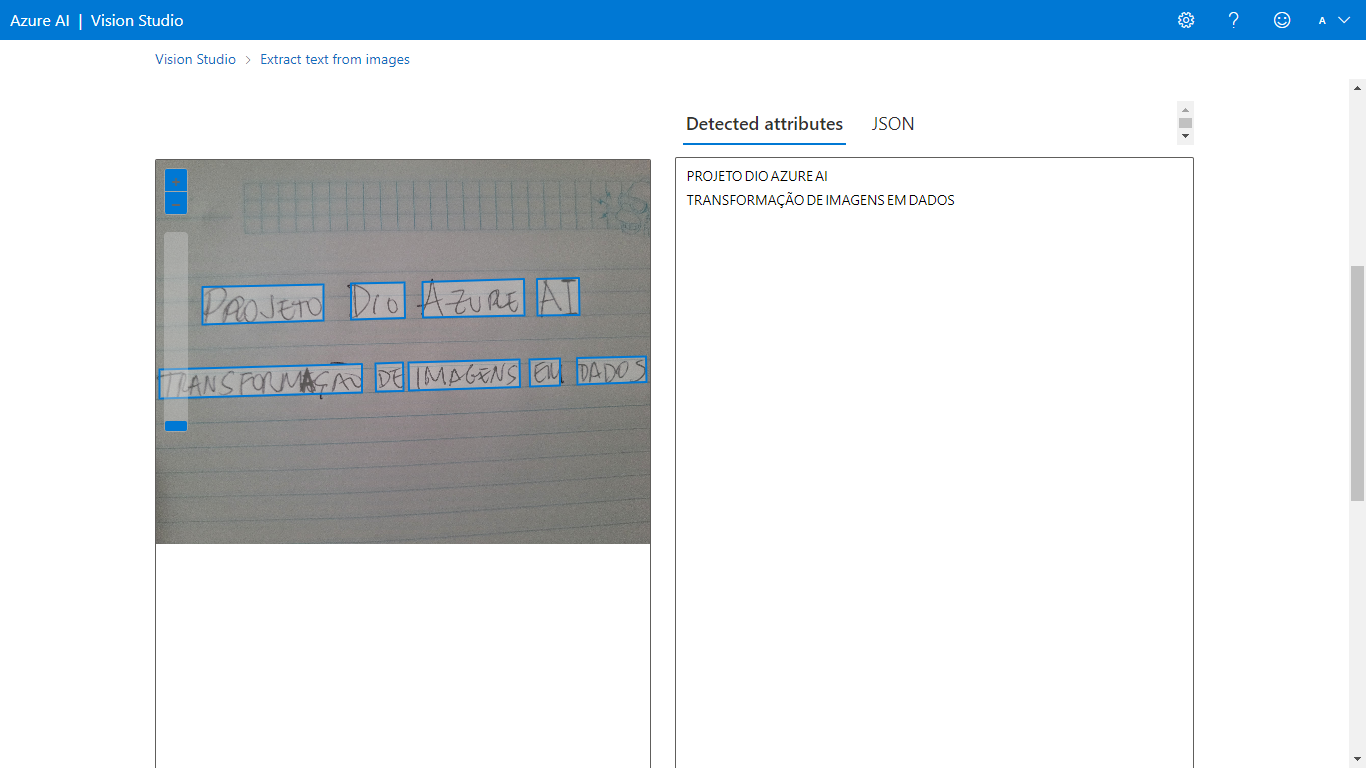 Azure AI | Vision Studio
A
Vision Studio > Extract text from images
Detected attributes JSON
PROJETO DIO AZURE AI
TRANSFORMAÇÃO DE IMAGENS EM DADOS
PROJETO DIO AZURE AI
TRANSFORMAÇÃO DE IMAGENS EM DADOS